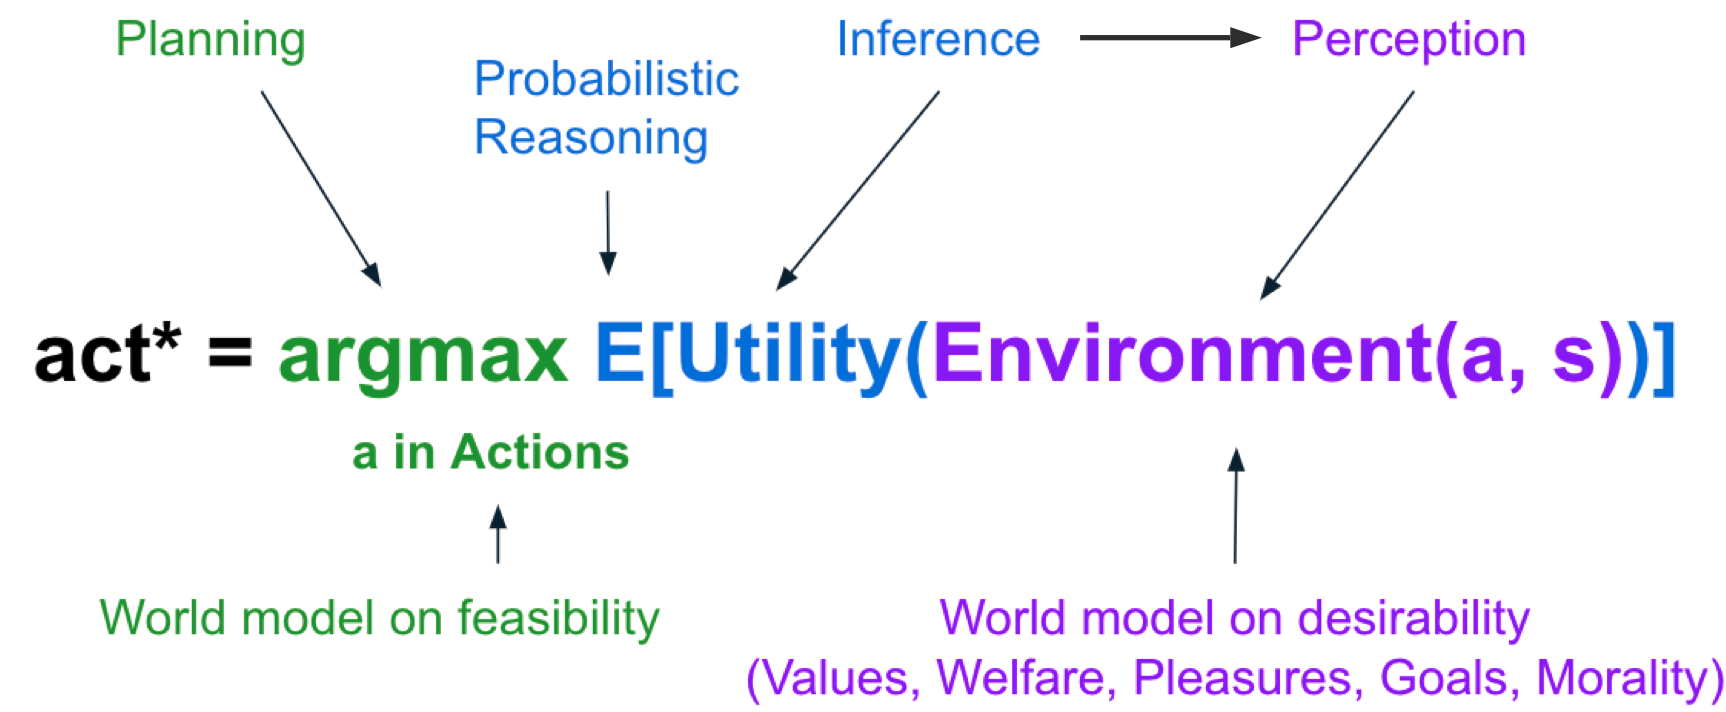 Planning
Probabilistic
Reasoning
Inference
Perception
act* = argmax E[Utility(Environment(a, s))]
a in Actions
World model on feasibility
World model on desirability
(Values, Welfare, Pleasures, Goals, Morality)